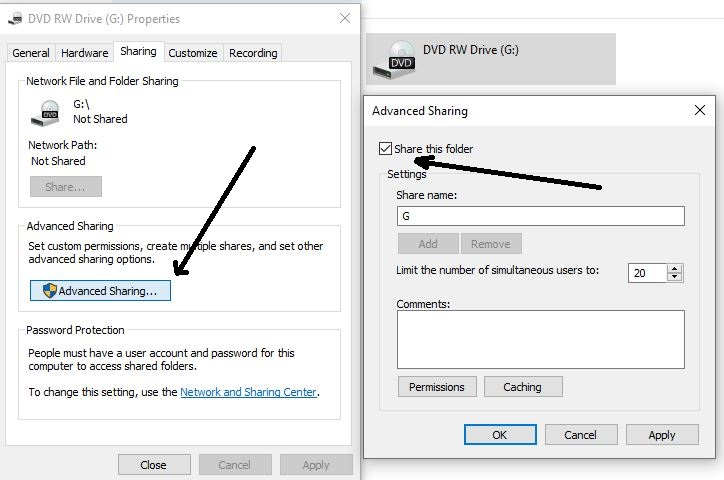 DVD RW Drive (G:) Properties
General
Hardware
Sharing
Customize
Recording
Network File and Folder Sharing
DVD
G:\
Not Shared
Network Path:
Not Shared
Share...
Advanced Sharing
Set custom permissions, create multiple shares, and set other
advanced sharing options.
Advanced Sharing...
Password Protection
People must have a user account and password for this
computer to access shared folders.
To change this setting, use the Network and Sharing Center.
Close
Cancel
Apply
DVD
DVD RW Drive (G:)
Advanced Sharing
Share this folder
Settings
Share name:
G
Add
Remove
Limit the number of simultaneous users to:
20
Comments:
Permissions
Caching
OK
Cancel
Apply